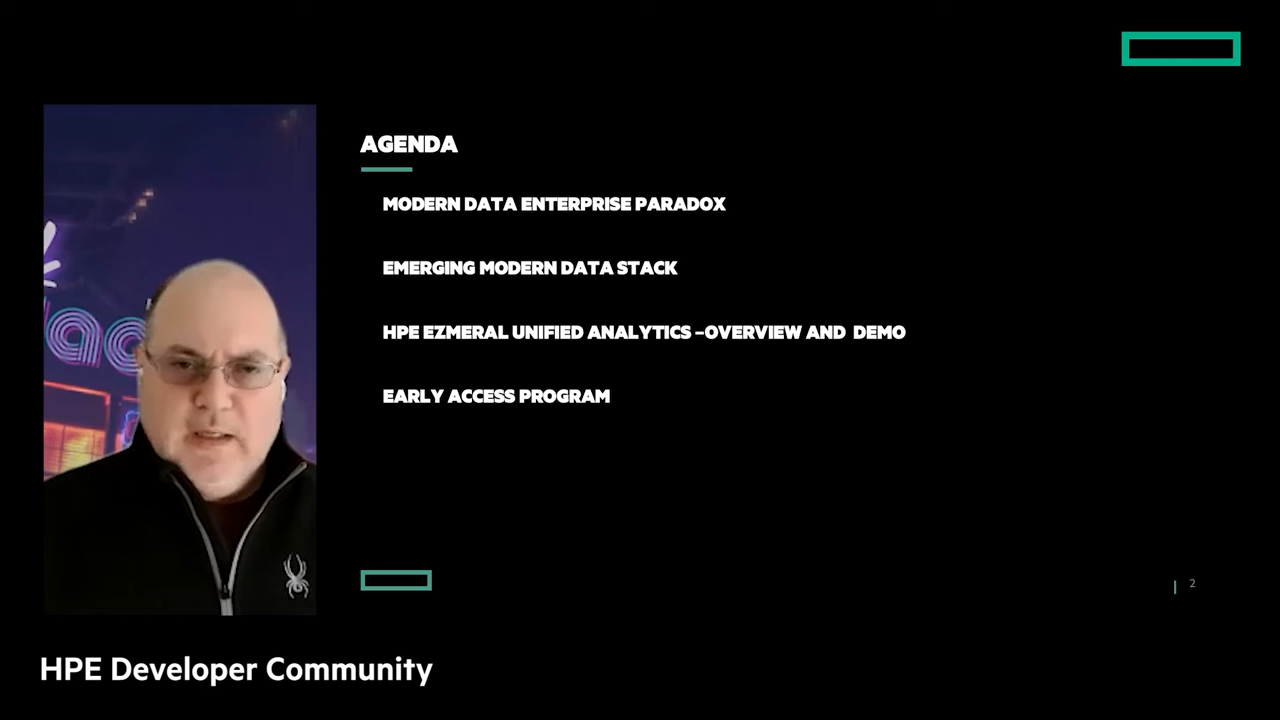 AGENDA
MODERN DATA ENTERPRISE PARADOX
EMERGING MODERN DATA STACK
HPE EZMERAL UNIFIED ANALYTICS –OVERVIEW AND  DEMO
EARLY ACCESS PROGRAM
2
HPE Developer Community